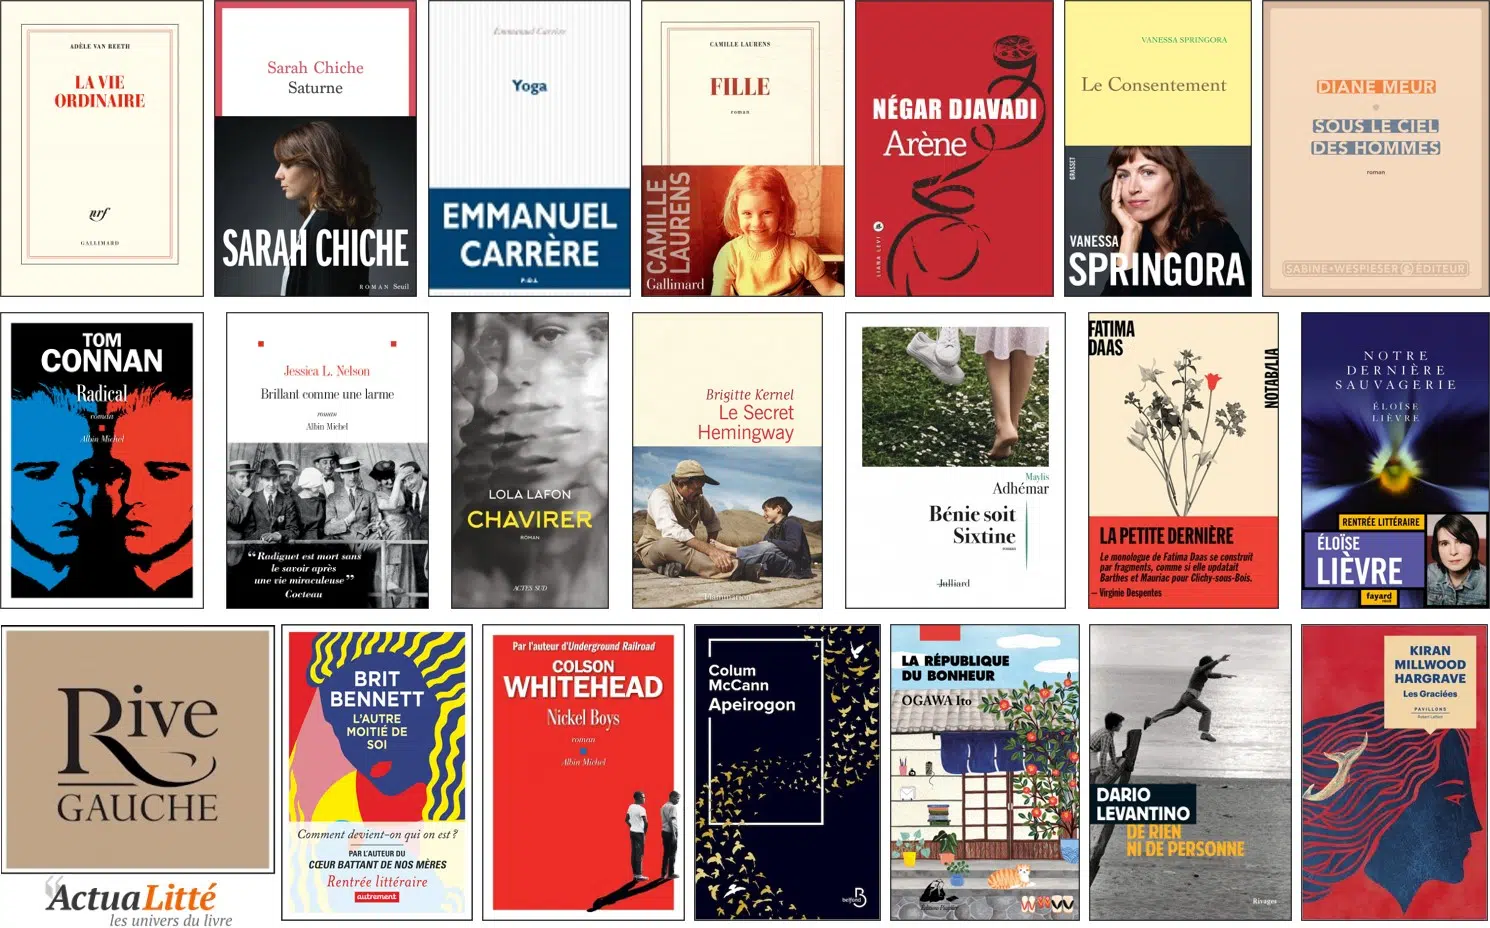 ADÈLE VAN REETH
LA VIE
ORDINAIRE
nrf
GALLIMARD
Sarah Chiche
Saturne
SARAH CHICHE
ROMAN Seuil
Emmanuel Carrère
Yoga
EMMANUEL
CARRÈRE
P.O.L
CAMILLE LAURENS
FILLE
roman
CAMILLE
LAURENS
Gallimard
NÉGAR DJAVADI
Arène
LIANA LEVI
VANESSA SPRINGORA
Le Consentement
GRASSET
VANESSA
SPRINGORA
DIANE MEUR
SOUS LE CIEL
DES HOMMES
roman
SABINE WESPIESER ÉDITEUR
TOM
CONNAN
Radical
roman
Albin Michel
Jessica L. Nelson
Brillant comme une larme
roman
Albin Michel
“Radiguet est mort sans
le savoir après
une vie miraculeuse”
Cocteau
LOLA LAFON
CHAVIRER
ROMAN
ACTES SUD
Brigitte Kernel
Le Secret
Hemingway
Flammarion
Maylis
Adhémar
Bénie soit
Sixtine
roman
Julliard
FATIMA
DAAS
NOTAB/LIA
LA PETITE DERNIÈRE
Le monologue de Fatima Daas se construit
par fragments, comme si elle updatait
Barthes et Mauriac pour Clichy-sous-Bois.
– Virginie Despentes
NOTRE
DERNIÈRE
SAUVAGERIE
ÉLOÏSE
LIÈVRE
RENTRÉE LITTÉRAIRE
ÉLOÏSE
LIÈVRE
fayard
Rive
GAUCHE
“ActuaLitté
les univers du livre
BRIT
BENNETT
L'AUTRE
MOITIÉ DE
SOI
Comment devient-on qui on est ?
PAR L'AUTEUR DU
CŒUR BATTANT DE NOS MÈRES
Rentrée littéraire
autrement
Par l'auteur d'Underground Railroad
COLSON
WHITEHEAD
Nickel Boys
roman
Albin Michel
Colum
McCann
Apeirogon
belfond
LA RÉPUBLIQUE
DU BONHEUR
OGAWA Ito
DARIO
LEVANTINO
DE RIEN
NI DE PERSONNE
Rivages
KIRAN
MILLWOOD
HARGRAVE
Les Graciées
PAVILLONS
Robert Laffont